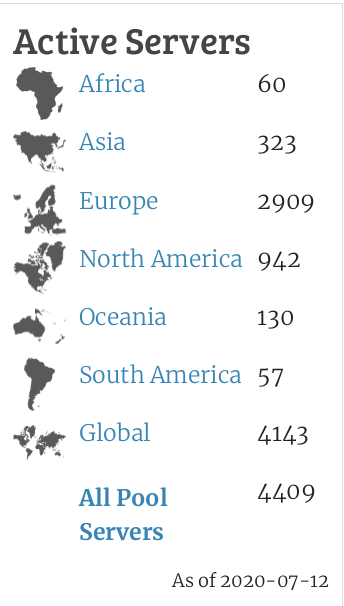 Active Servers
Africa 60
Asia 323
Europe 2909
North America 942
Oceania 130
South America 57
Global 4143
All Pool 4409
Servers
As of 2020-07-12